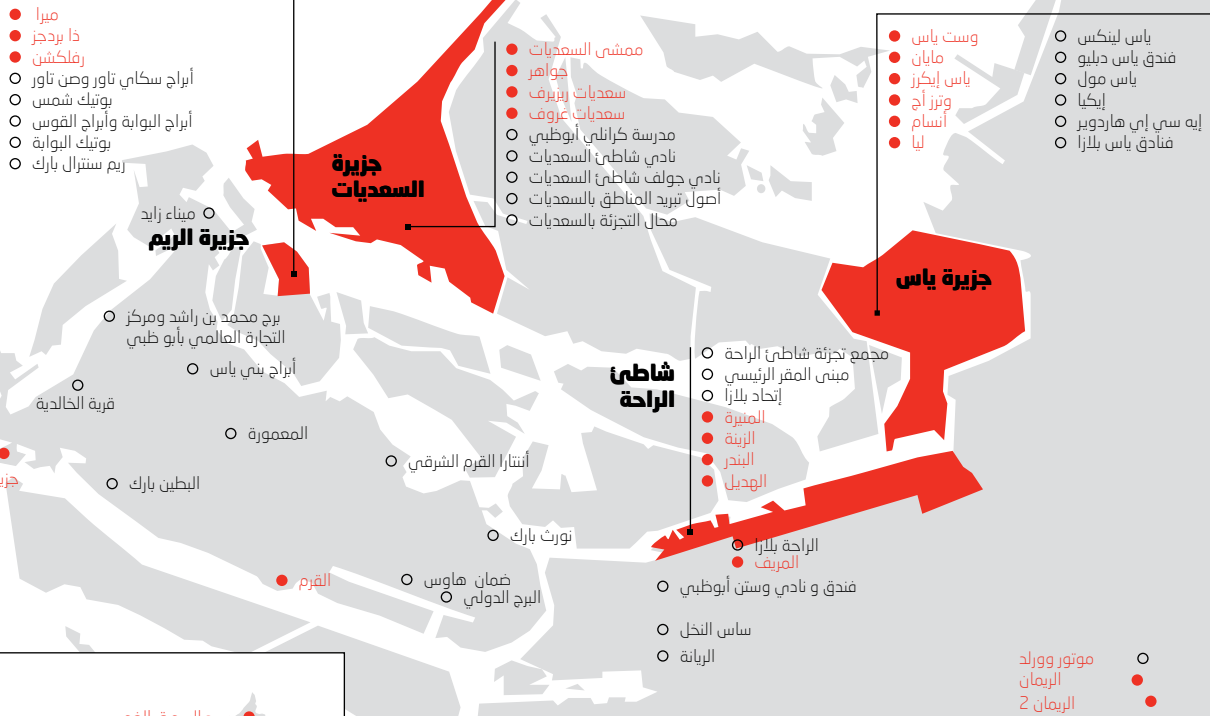 ميرا
ذا بردجز
رفلكشن
أبراج سكاي تاور وصن تاور
بوتيك شمس
أبراج البوابة وأبراج القوس
بوتيك البوابة
ريم سنترال بارك
ممشى السعديات
جواهر
سعديات ريزيرف
سعديات غروف
مدرسة كرانلي أبوظبي
نادي شاطئ السعديات
نادي جولف شاطئ السعديات
أصول تبريد المناطق بالسعديات
محال التجزئة بالسعديات
وست ياس
مايان
ياس إيكرز
وترز أج
أنسام
ليا
ياس لينكس
فندق ياس دبليو
ياس مول
إيكيا
إيه سي إي هاردوير
فنادق ياس بلازا
جزيرة
السعديات
ميناء زايد
جزيرة الريم
جزيرة ياس
برج محمد بن راشد ومركز
التجارة العالمي بأبو ظبي
أبراج بني ياس
قرية الخالدية
المعمورة
البطين بارك
أننتارا القرم الشرقي
نورث بارك
القرم
ضمان هاوس
البرج الدولي
شاطئ
الراحة
مجمع تجزئة شاطئ الراحة
مبنى المقر الرئيسي
إتحاد بلازا
المنيرة
الزينة
البندر
الهديل
الراحة بلازا
المريف
فندق و نادي وستن أبوظبي
ساس النخل
الريانة
موتور وورلد
الريمان
الريمان 2